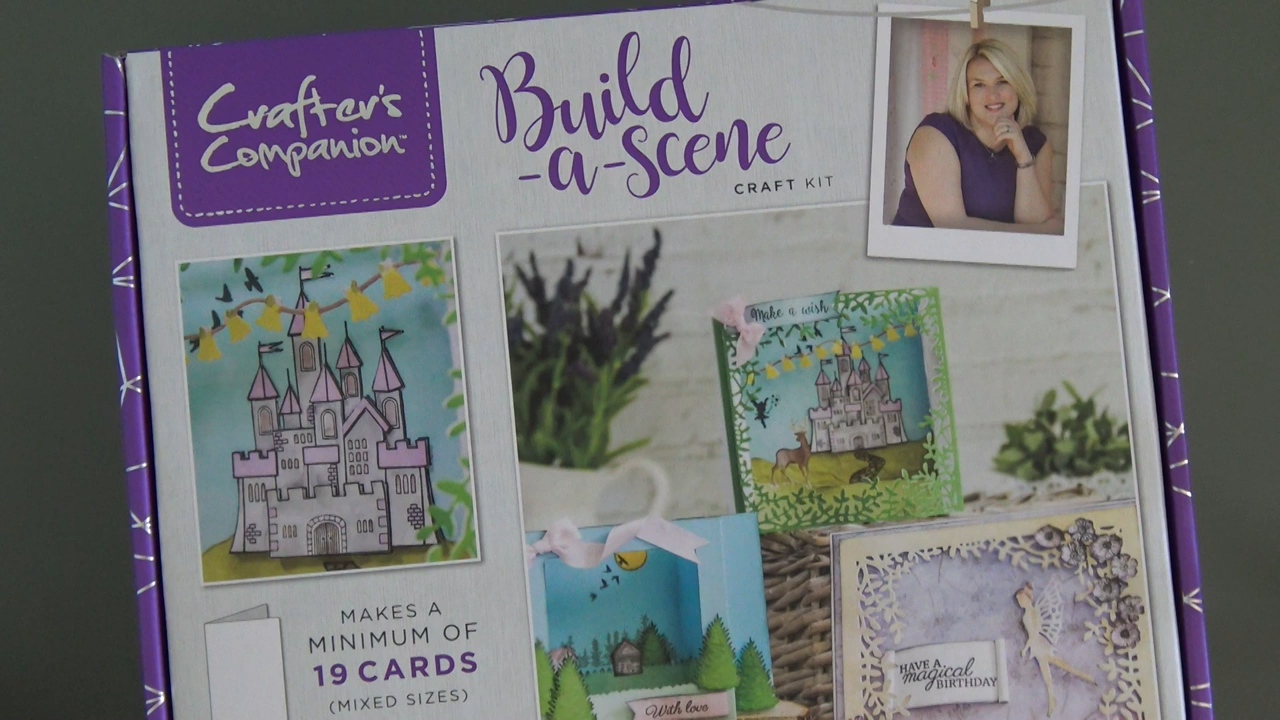 Crafter's
Companion™
Build
-a-scene
CRAFT KIT
Make a wish
MAKES A
MINIMUM OF
19 CARDS
(MIXED SIZES)
With love
HAVE A
magical
BIRTHDAY